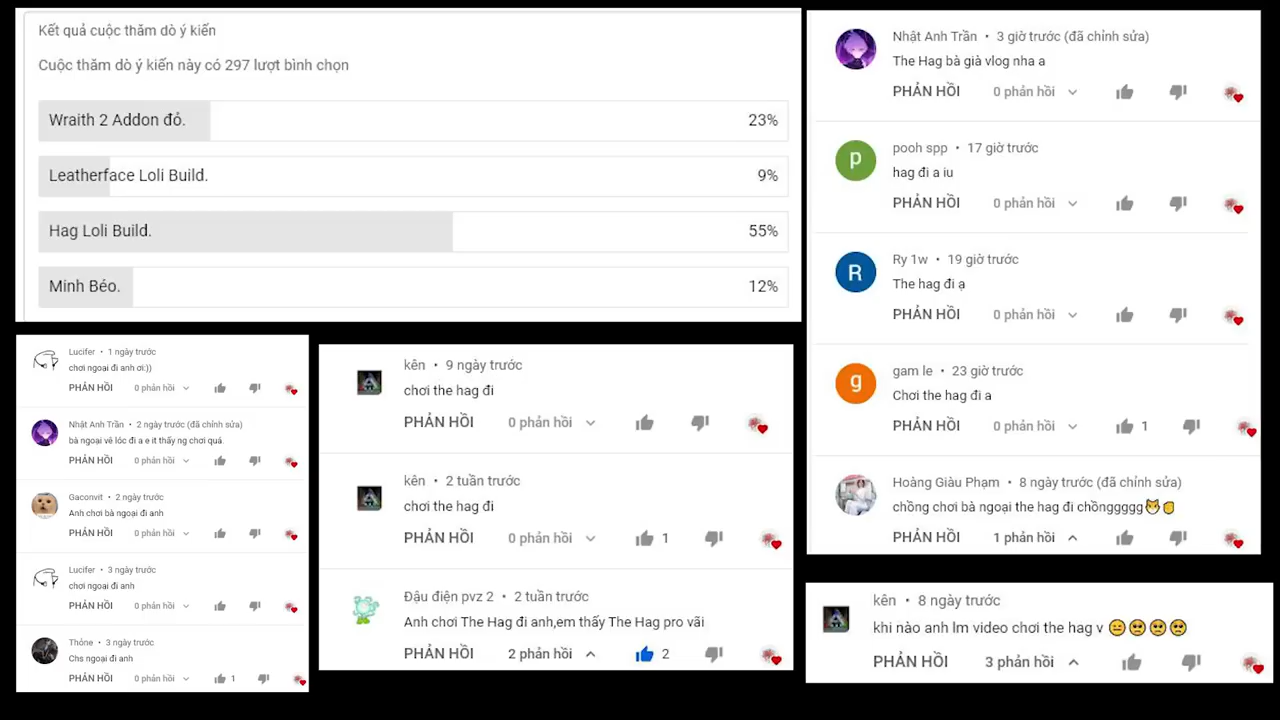 Kết quả cuộc thăm dò ý kiến
Cuộc thăm dò ý kiến này có 297 lượt bình chọn
Wraith 2 Addon đỏ. 23%
Leatherface Loli Build. 9%
Hag Loli Build. 55%
Minh Béo. 12%
Lucifer • 1 ngày trước
chơi ngoại đi anh ơi:))
PHẢN HỒI 0 phản hồi
Nhật Anh Trần • 2 ngày trước (đã chỉnh sửa)
bà ngoại vê lóc đi a e it thấy ng chơi quá.
PHẢN HỒI 0 phản hồi
Gaconvit • 2 ngày trước
Anh chơi bà ngoại đi anh
PHẢN HỒI 0 phản hồi
Lucifer • 3 ngày trước
chơi ngoại đi anh
PHẢN HỒI 0 phản hồi
Thỏne • 3 ngày trước
Chs ngoại đi anh
PHẢN HỒI 0 phản hồi 1
kên • 9 ngày trước
chơi the hag đi
PHẢN HỒI 0 phản hồi
kên • 2 tuần trước
chơi the hag đi
PHẢN HỒI 0 phản hồi 1
Đậu điện pvz 2 • 2 tuần trước
Anh chơi The Hag đi anh,em thấy The Hag pro vãi
PHẢN HỒI 2 phản hồi 2
Nhật Anh Trần • 3 giờ trước (đã chỉnh sửa)
The Hag bà già vlog nha a
PHẢN HỒI 0 phản hồi
p
pooh spp • 17 giờ trước
hag đi a iu
PHẢN HỒI 0 phản hồi
R
Ry 1w • 19 giờ trước
The hag đi ạ
PHẢN HỒI 0 phản hồi
g
gam le • 23 giờ trước
Chơi the hag đi a
PHẢN HỒI 0 phản hồi 1
Hoàng Giàu Phạm • 8 ngày trước (đã chỉnh sửa)
chồng chơi bà ngoại the hag đi chồnggggg😼✊
PHẢN HỒI 1 phản hồi
kên • 8 ngày trước
khi nào anh lm video chơi the hag v 😑🥺🥺🥺
PHẢN HỒI 3 phản hồi